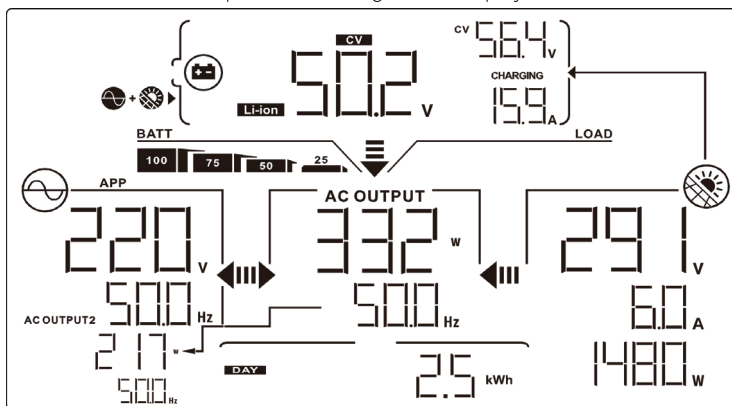 CV
50.2 V
CV 56.4 V
CHARGING
15.9 A
Li-ion
BATT
LOAD
100 75 50 25
APP
AC OUTPUT
220 V
332 W
291 V
50.0 Hz
50.0 Hz
6.0 A
AC OUTPUT2
217 W
1480 W
DAY
2.5 kWh
50.0 Hz